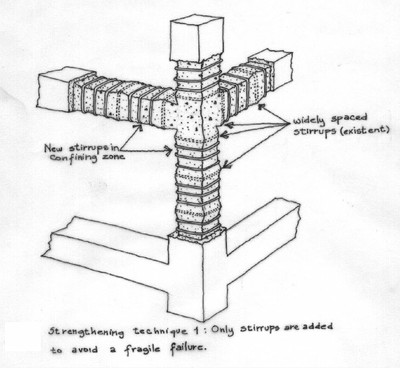 widely spaced
stirrups (existent)
New stirrups in
confining zone
Strengthening technique 1: Only stirrups are added
to avoid a fragile failure.